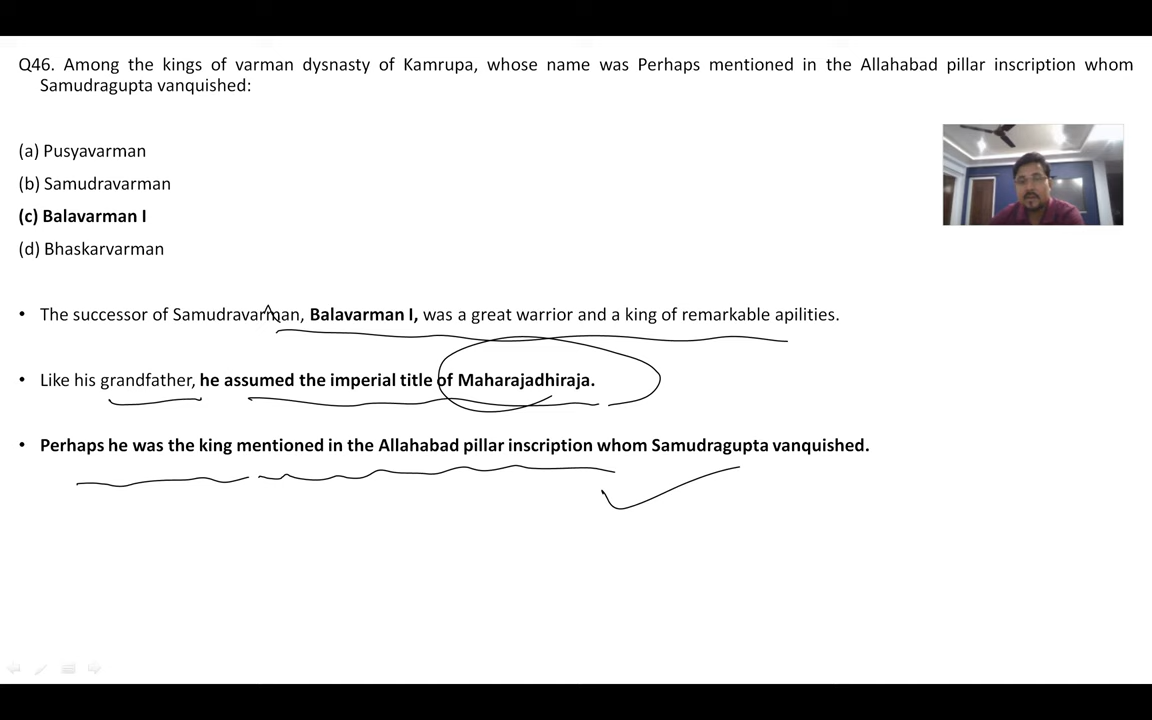 Q46. Among the kings of varman dysnasty of Kamrupa, whose name was Perhaps mentioned in the Allahabad pillar inscription whom
Samudragupta vanquished:
(a) Pusyavarman
(b) Samudravarman
(c) Balavarman I
(d) Bhaskarvarman
• The successor of Samudravarman, Balavarman I, was a great warrior and a king of remarkable apilities.
• Like his grandfather, he assumed the imperial title of Maharajadhiraja.
• Perhaps he was the king mentioned in the Allahabad pillar inscription whom Samudragupta vanquished.